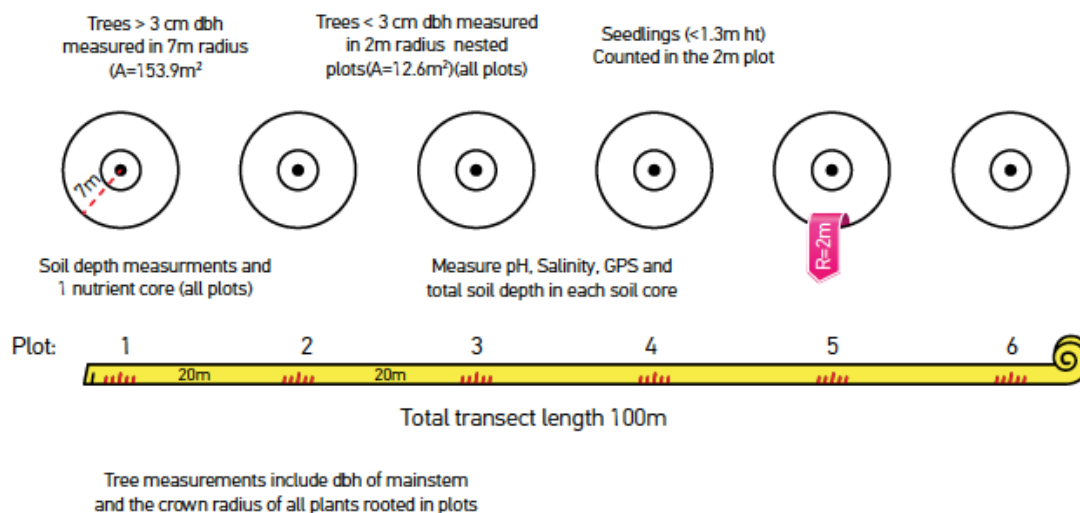 Trees > 3 cm dbh
measured in 7m radius
(A=153.9m²
Trees < 3 cm dbh measured
in 2m radius nested
plots(A=12.6m²)(all plots)
Seedlings (<1.3m ht)
Counted in the 2m plot
7m
R=2m
Soil depth measurments and
1 nutrient core (all plots)
Measure pH, Salinity, GPS and
total soil depth in each soil core
Plot: 1 2 3 4 5 6
20m 20m
Total transect length 100m
Tree measurements include dbh of mainstem
and the crown radius of all plants rooted in plots